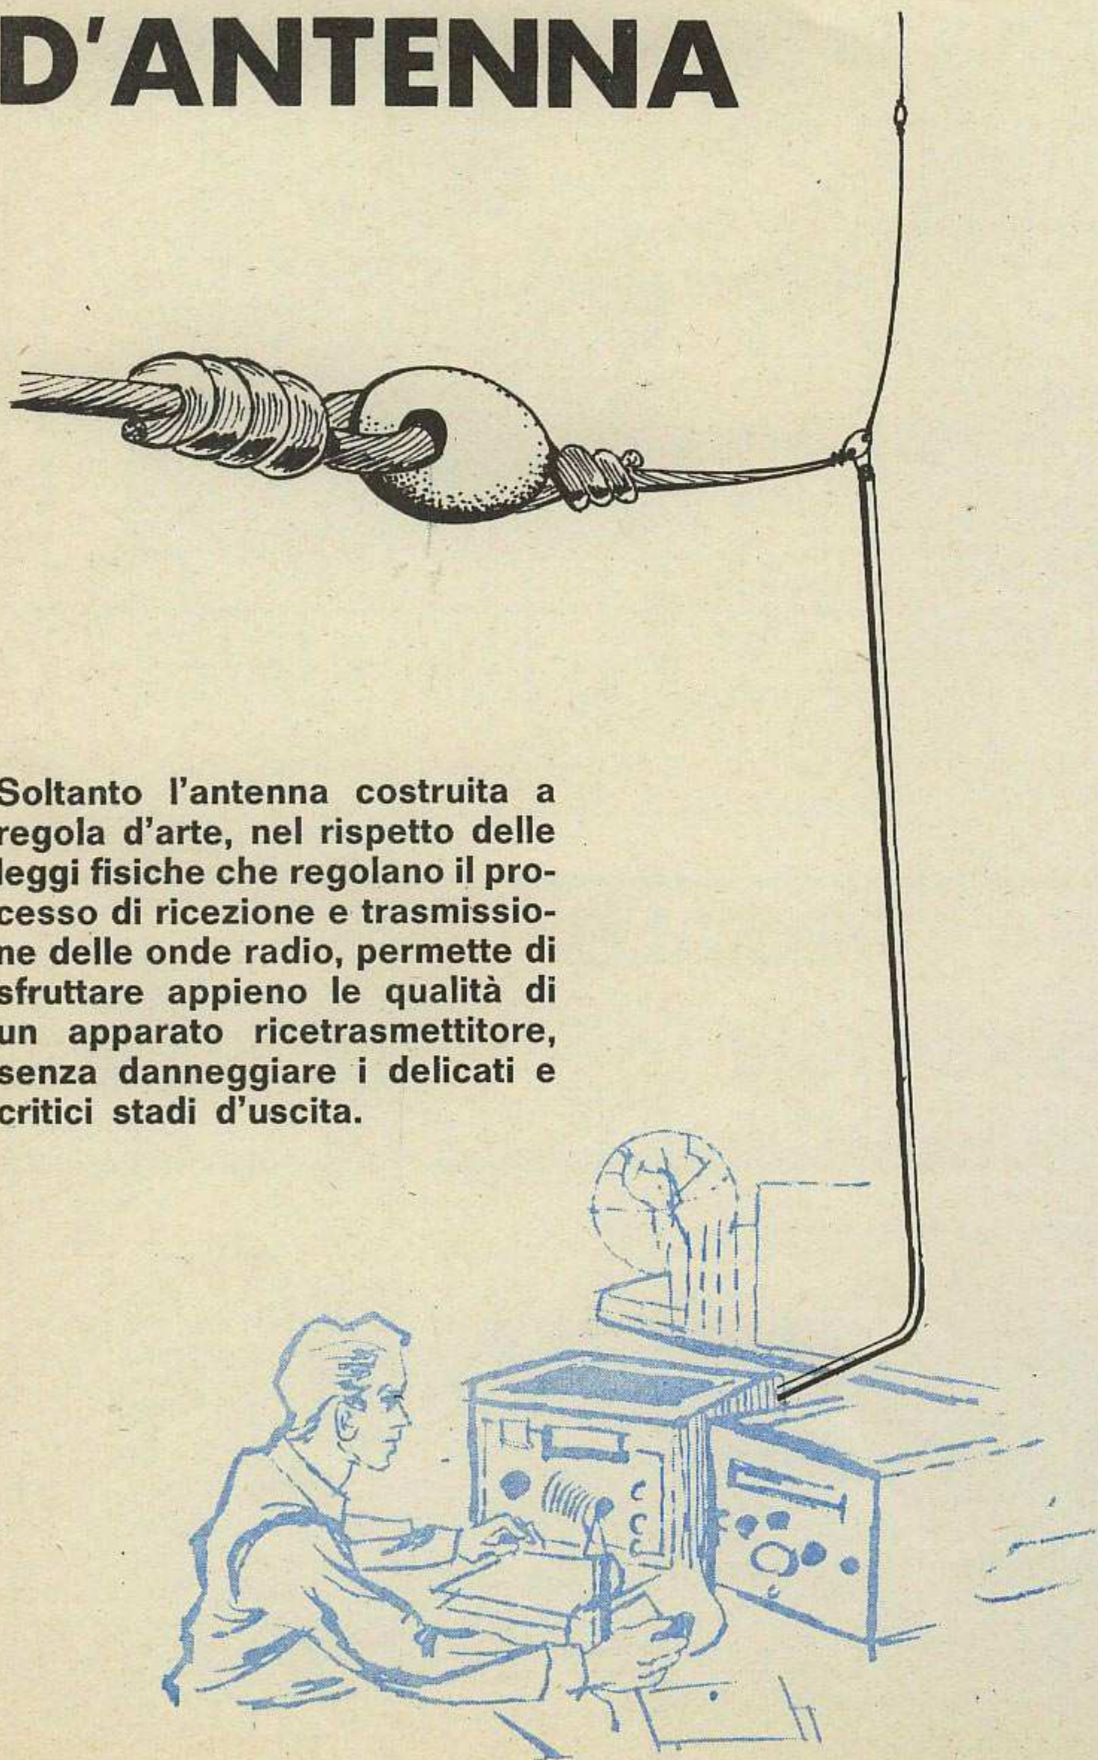 D'ANTENNA
Soltanto l'antenna costruita a
regola d'arte, nel rispetto delle
leggi fisiche che regolano il pro-
cesso di ricezione e trasmissio-
ne delle onde radio, permette di
sfruttare appieno le qualità di
un apparato ricetrasmettitore,
senza danneggiare i delicati e
critici stadi d'uscita.